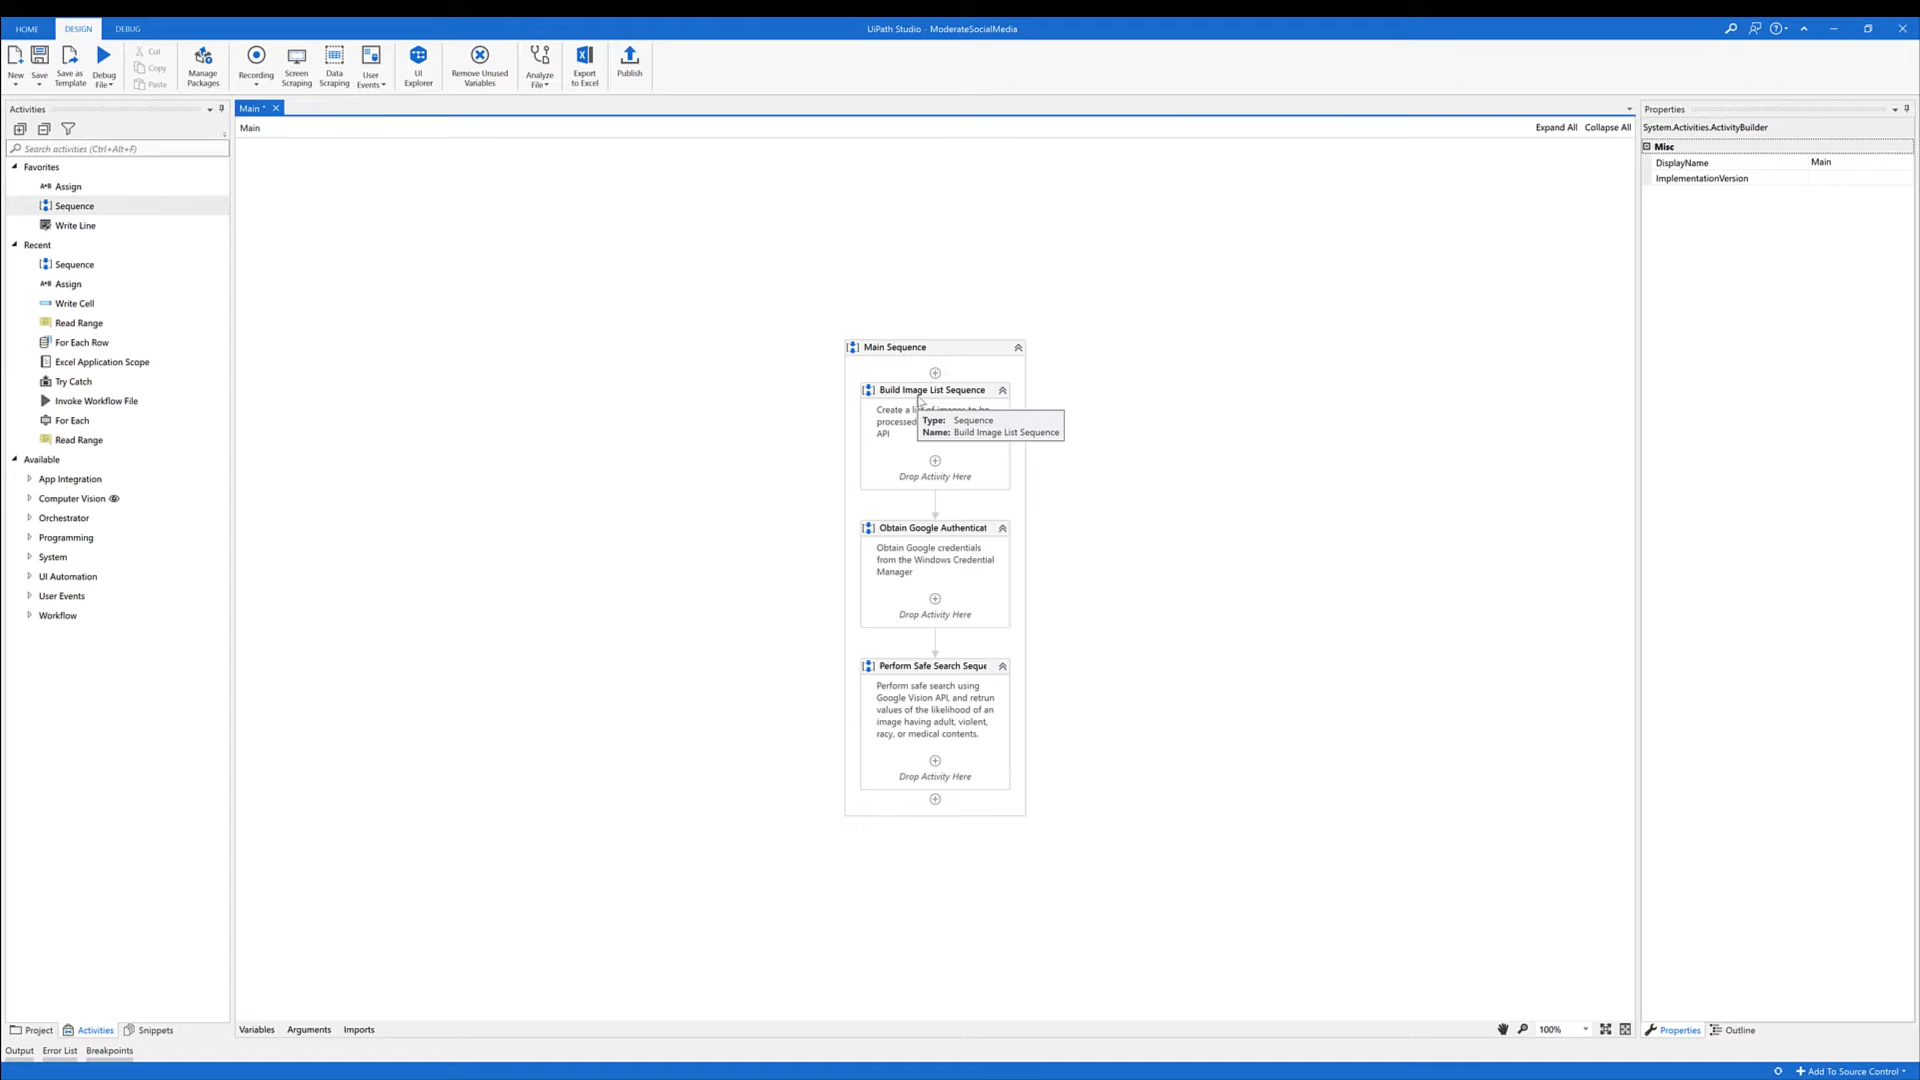 HOME DESIGN DEBUG UiPath Studio - ModerateSocialMedia
New Save Save as Template Debug File Cut Copy Paste Manage Packages Recording Screen Scraping Data Scraping User Events UI Explorer Remove Unused Variables Analyze File Export to Excel Publish
Activities
Search activities (Ctrl+Alt+F)
Favorites
Assign
Sequence
Write Line
Recent
Sequence
Assign
Write Cell
Read Range
For Each Row
Excel Application Scope
Try Catch
Invoke Workflow File
For Each
Read Range
Available
App Integration
Computer Vision
Orchestrator
Programming
System
UI Automation
User Events
Workflow
Project Activities Snippets
Main *
Main Expand All Collapse All
Main Sequence
Build Image List Sequence
Create a list of images to be
processed
API
Type: Sequence
Name: Build Image List Sequence
Drop Activity Here
Obtain Google Authenticat
Obtain Google credentials
from the Windows Credential
Manager
Drop Activity Here
Perform Safe Search Seque
Perform safe search using
Google Vision API, and retrun
values of the likelihood of an
image having adult, violent,
racy, or medical contents.
Drop Activity Here
Variables Arguments Imports 100%
Properties
System.Activities.ActivityBuilder
Misc
DisplayName Main
ImplementationVersion
Properties Outline
Output Error List Breakpoints
Add To Source Control